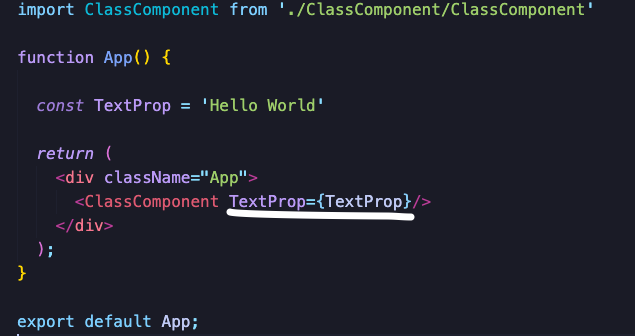 import ClassComponent from './ClassComponent/ClassComponent'
function App() {
const TextProp = 'Hello World'
return (
<div className="App">
<ClassComponent TextProp={TextProp}/>
</div>
);
}
export default App;